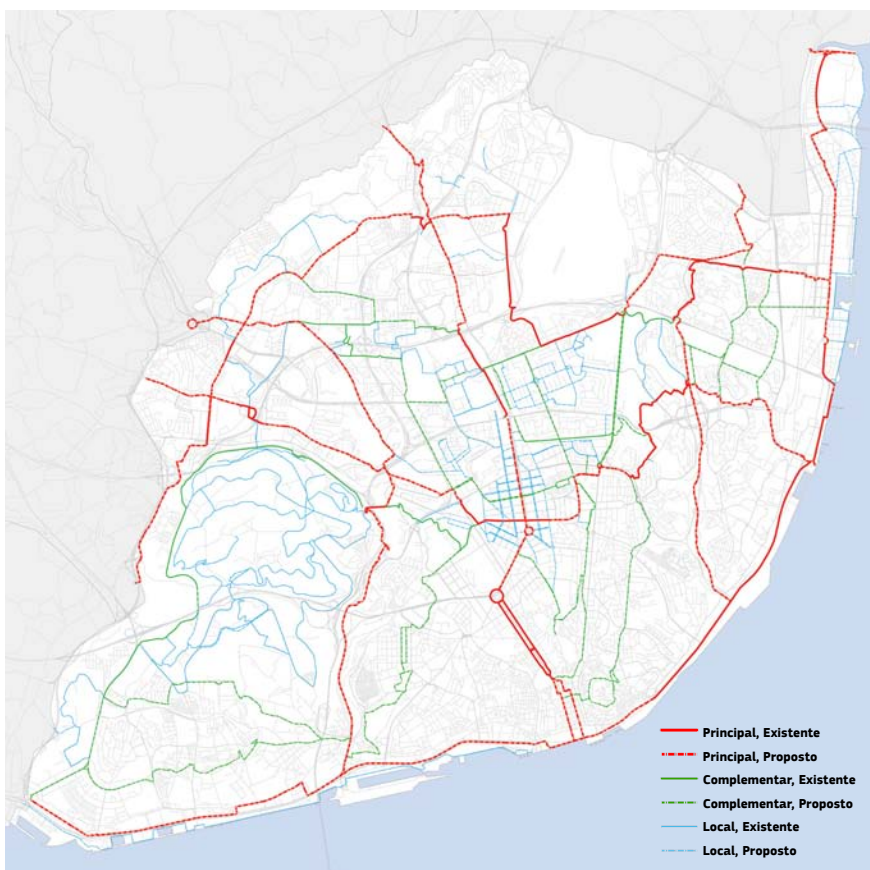 Principal, Existente
Principal, Proposto
Complementar, Existente
Complementar, Proposto
Local, Existente
Local, Proposto